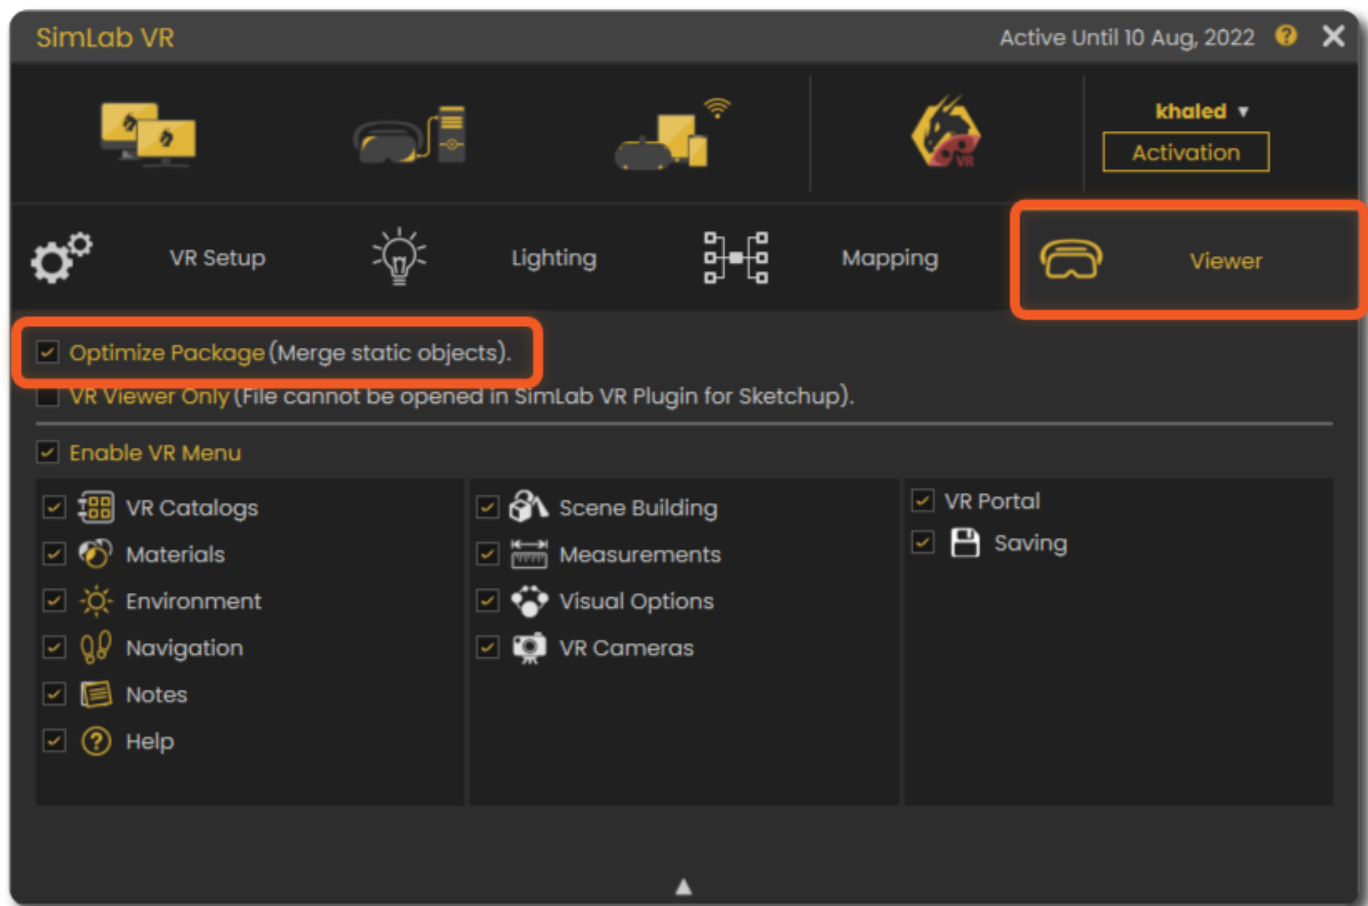 SimLab VR
Active Until 10 Aug, 2022 ?
khaled
VR
Activation
VR Setup
Lighting
Mapping
Viewer
Optimize Package (Merge static objects).
VR Viewer Only (File cannot be opened in SimLab VR Plugin for Sketchup).
Enable VR Menu
VR Catalogs
Materials
Environment
Navigation
Notes
? Help
Scene Building
Measurements
Visual Options
VR Cameras
VR Portal
Saving